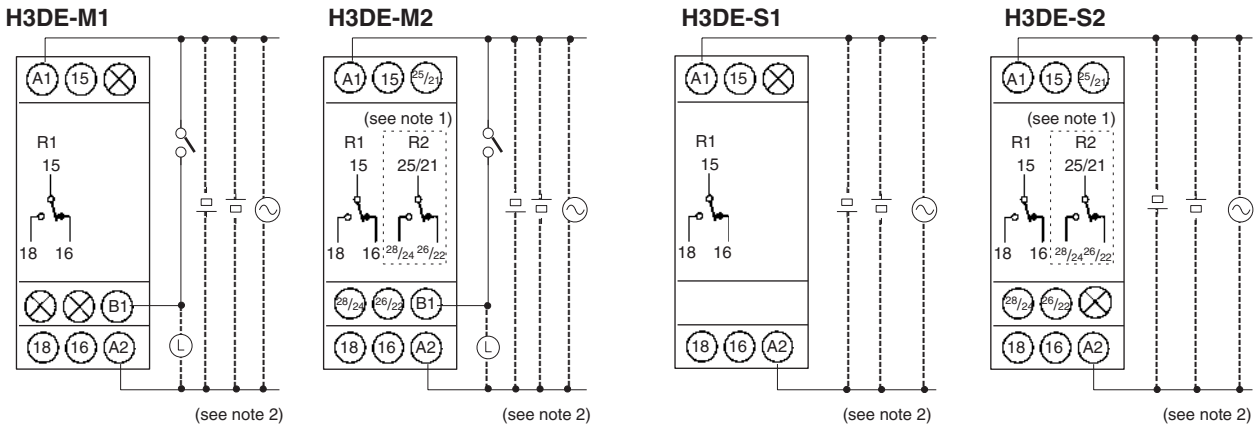 H3DE-M1
A1 15
R1
15
18 16
B1
18 16 A2
L
(see note 2)
H3DE-M2
A1 15 25/21
(see note 1)
R1 R2
15 25/21
18 16 28/24 26/22
28/24 26/22 B1
18 16 A2
L
(see note 2)
H3DE-S1
A1 15
R1
15
18 16
18 16 A2
(see note 2)
H3DE-S2
A1 15 25/21
(see note 1)
R1 R2
15 25/21
18 16 28/24 26/22
28/24 26/22
18 16 A2
(see note 2)